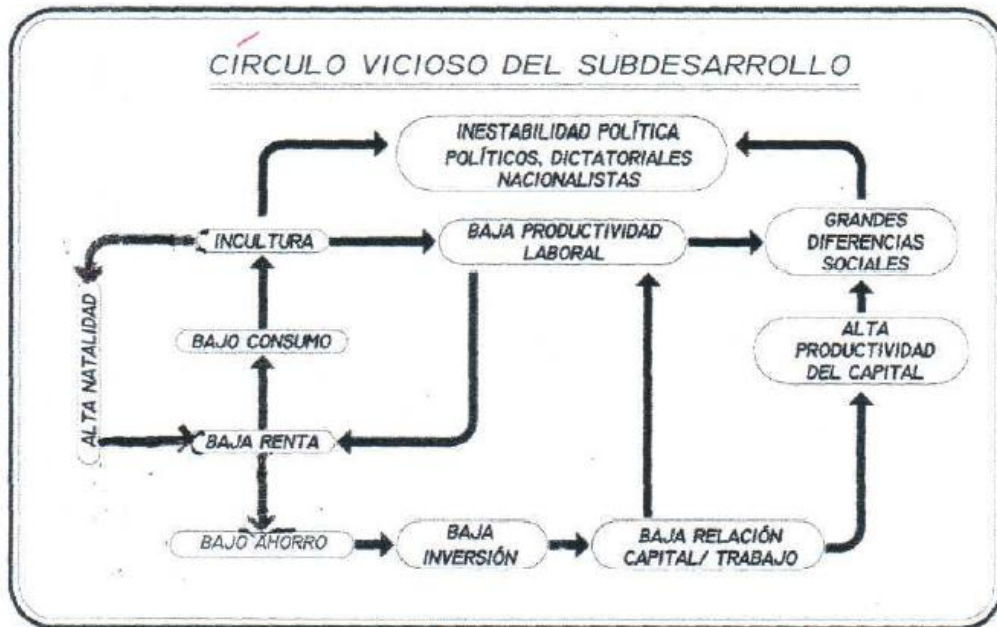 CÍRCULO VICIOSO DEL SUBDESARROLLO
INESTABILIDAD POLÍTICA
POLÍTICOS, DICTATORIALES
NACIONALISTAS
INCULTURA
BAJA PRODUCTIVIDAD
LABORAL
GRANDES
DIFERENCIAS
SOCIALES
ALTA NATALIDAD
BAJO CONSUMO
ALTA
PRODUCTIVIDAD
DEL CAPITAL
BAJA RENTA
BAJO AHORRO
BAJA
INVERSIÓN
BAJA RELACIÓN
CAPITAL/ TRABAJO